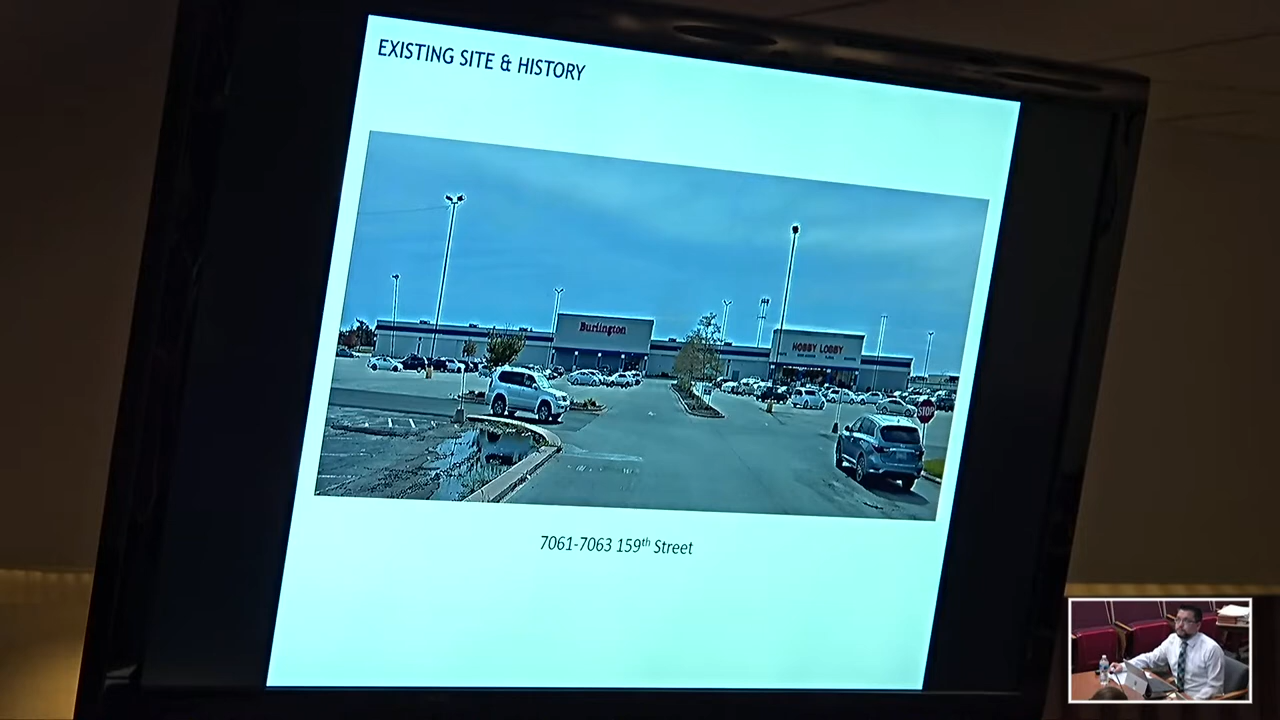 EXISTING SITE & HISTORY
Burlington
HOBBY LOBBY
STOP
7061-7063 159th Street